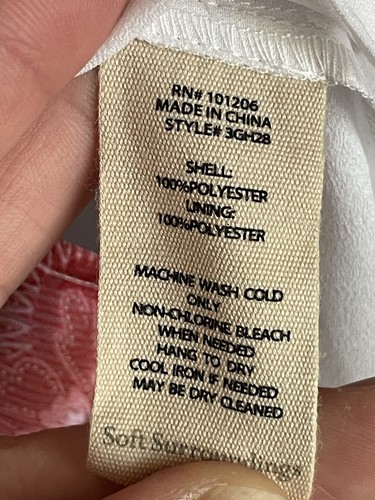 RN# 101206
MADE IN CHINA
STYLE# 3GH28
SHELL:
100%POLYESTER
LINING:
100%POLYESTER
MACHINE WASH COLD
ONLY
NON-CHLORINE BLEACH
WHEN NEEDED
HANG TO DRY
COOL IRON IF NEEDED
MAY BE DRY CLEANED
Soft Surroundings